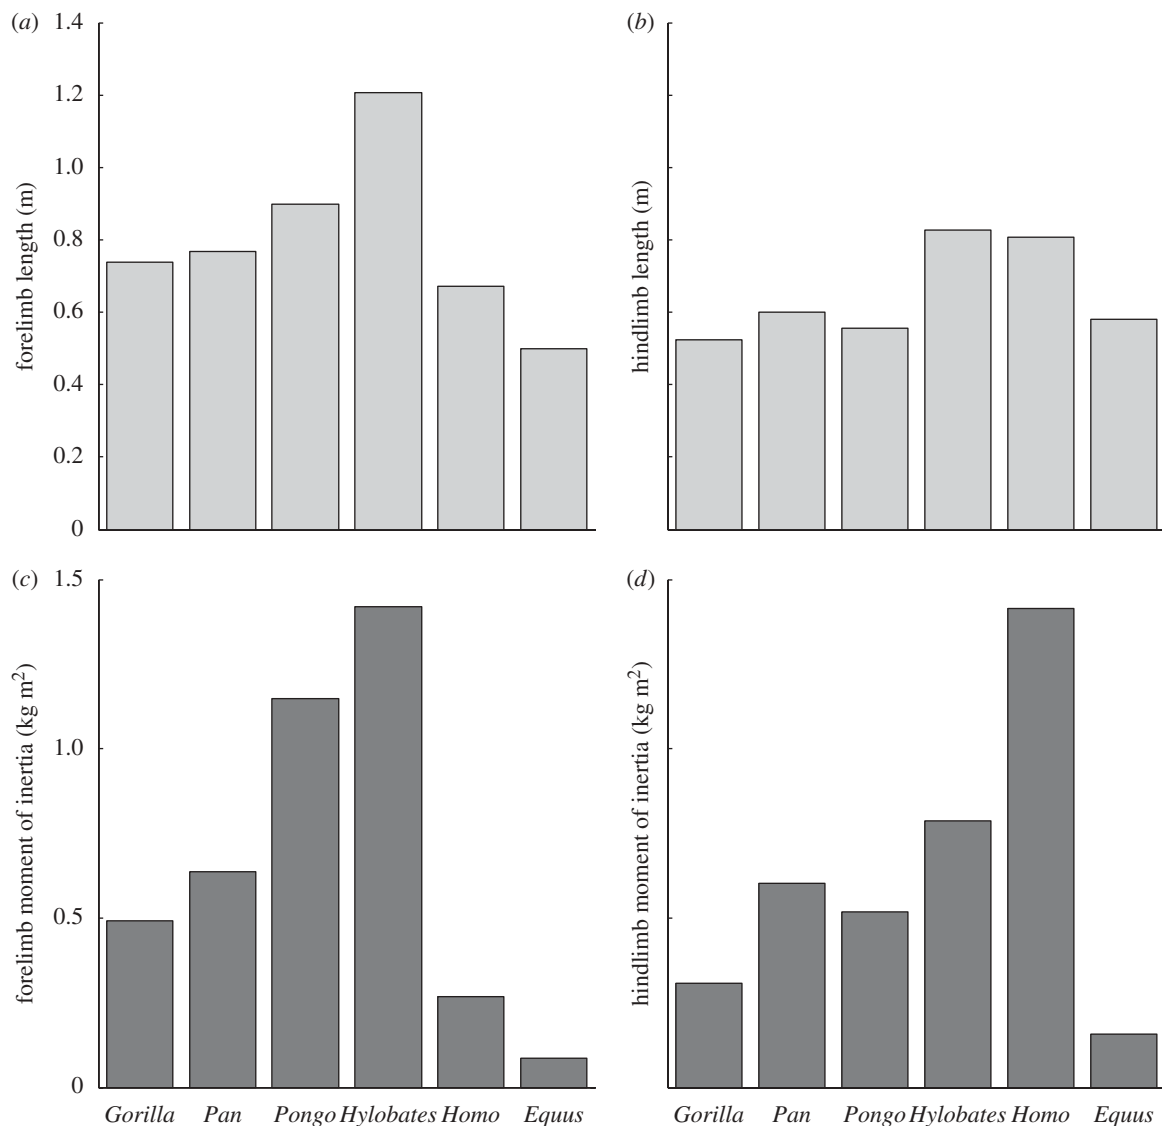 (a)
1.4
1.2
1.0
0.8
0.6
0.4
0.2
0
forelimb length (m)
(b)
hindlimb length (m)
(c)
1.5
1.0
0.5
0
forelimb moment of inertia (kg m²)
Gorilla Pan Pongo Hylobates Homo Equus
(d)
hindlimb moment of inertia (kg m²)
Gorilla Pan Pongo Hylobates Homo Equus